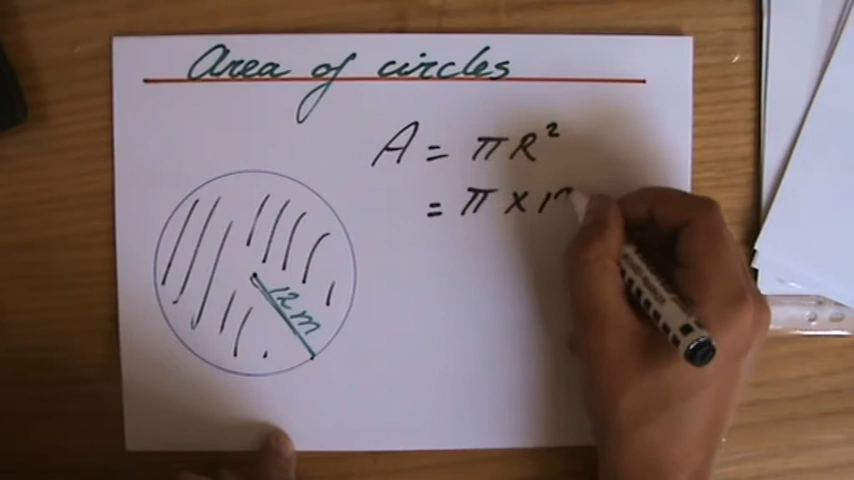 Area of circles
A = πR²
= π × 1
12m